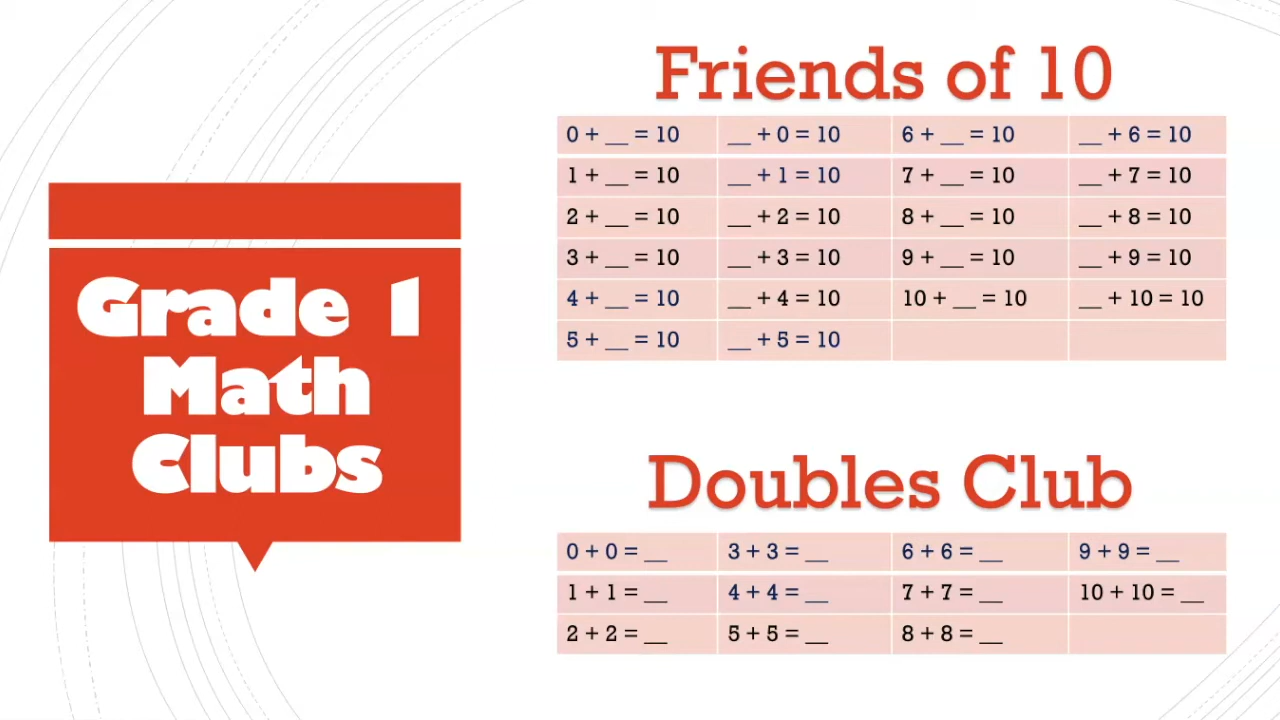 Grade 1
Math
Clubs
Friends of 10
0 + __ = 10 __ + 0 = 10 6 + __ = 10 __ + 6 = 10
1 + __ = 10 __ + 1 = 10 7 + __ = 10 __ + 7 = 10
2 + __ = 10 __ + 2 = 10 8 + __ = 10 __ + 8 = 10
3 + __ = 10 __ + 3 = 10 9 + __ = 10 __ + 9 = 10
4 + __ = 10 __ + 4 = 10 10 + __ = 10 __ + 10 = 10
5 + __ = 10 __ + 5 = 10
Doubles Club
0 + 0 = __ 3 + 3 = __ 6 + 6 = __ 9 + 9 = __
1 + 1 = __ 4 + 4 = __ 7 + 7 = __ 10 + 10 = __
2 + 2 = __ 5 + 5 = __ 8 + 8 = __